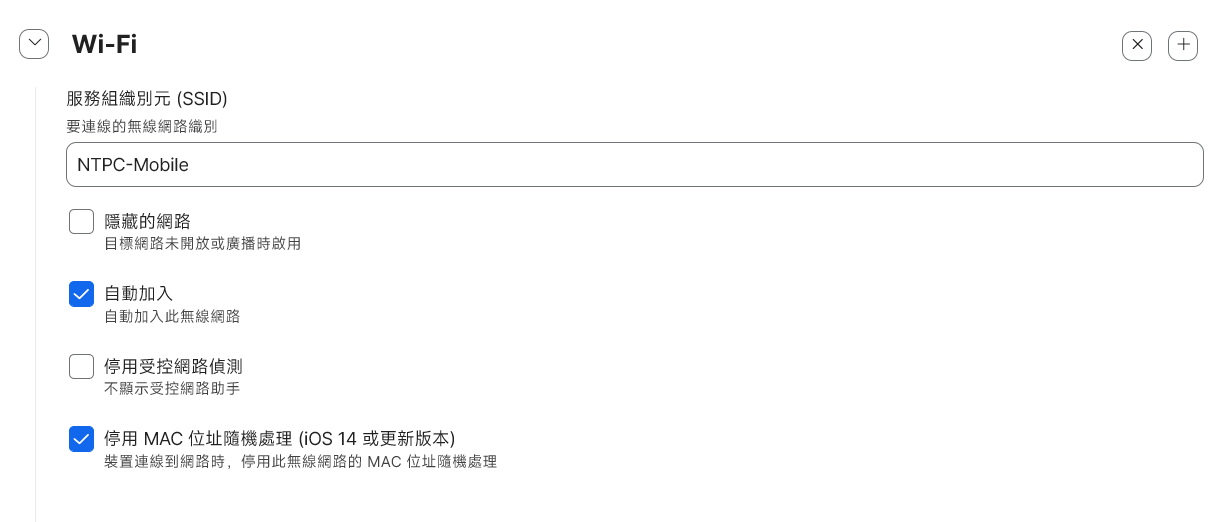 Wi-Fi
服務組織別元 (SSID)
要連線的無線網路織別
NTPC-Mobile
隱藏的網路
目標網路未開放或廣播時啟用
自動加入
自動加入此無線網路
停用受控網路偵測
不顯示受控網路助手
停用 MAC 位址隨機處理 (iOS 14 或更新版本)
裝置連線到網路時，停用此無線網路的 MAC 位址隨機處理